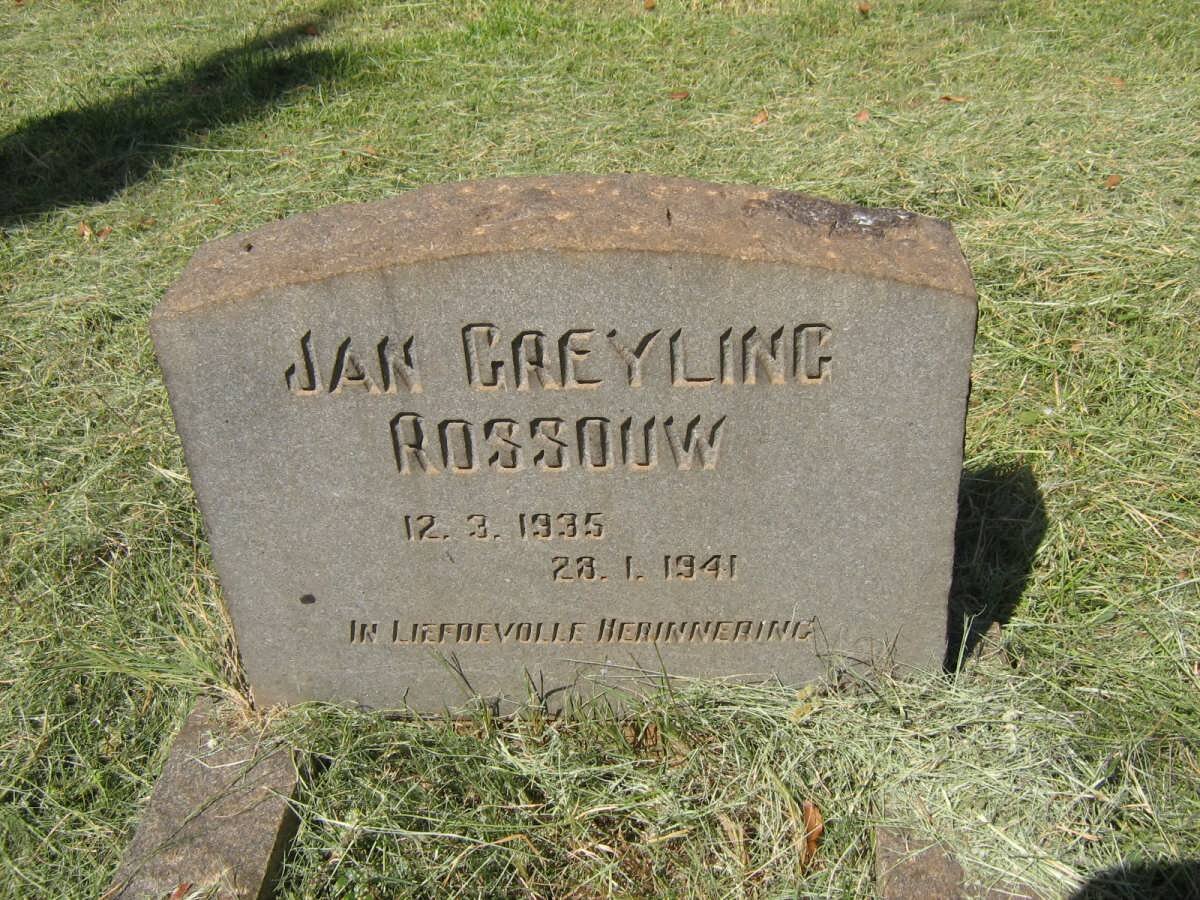 JAN GREYLING
ROSSOUW
12. 3. 1935
28. 1. 1941
IN LIEFDEVOLLE HERINNERING